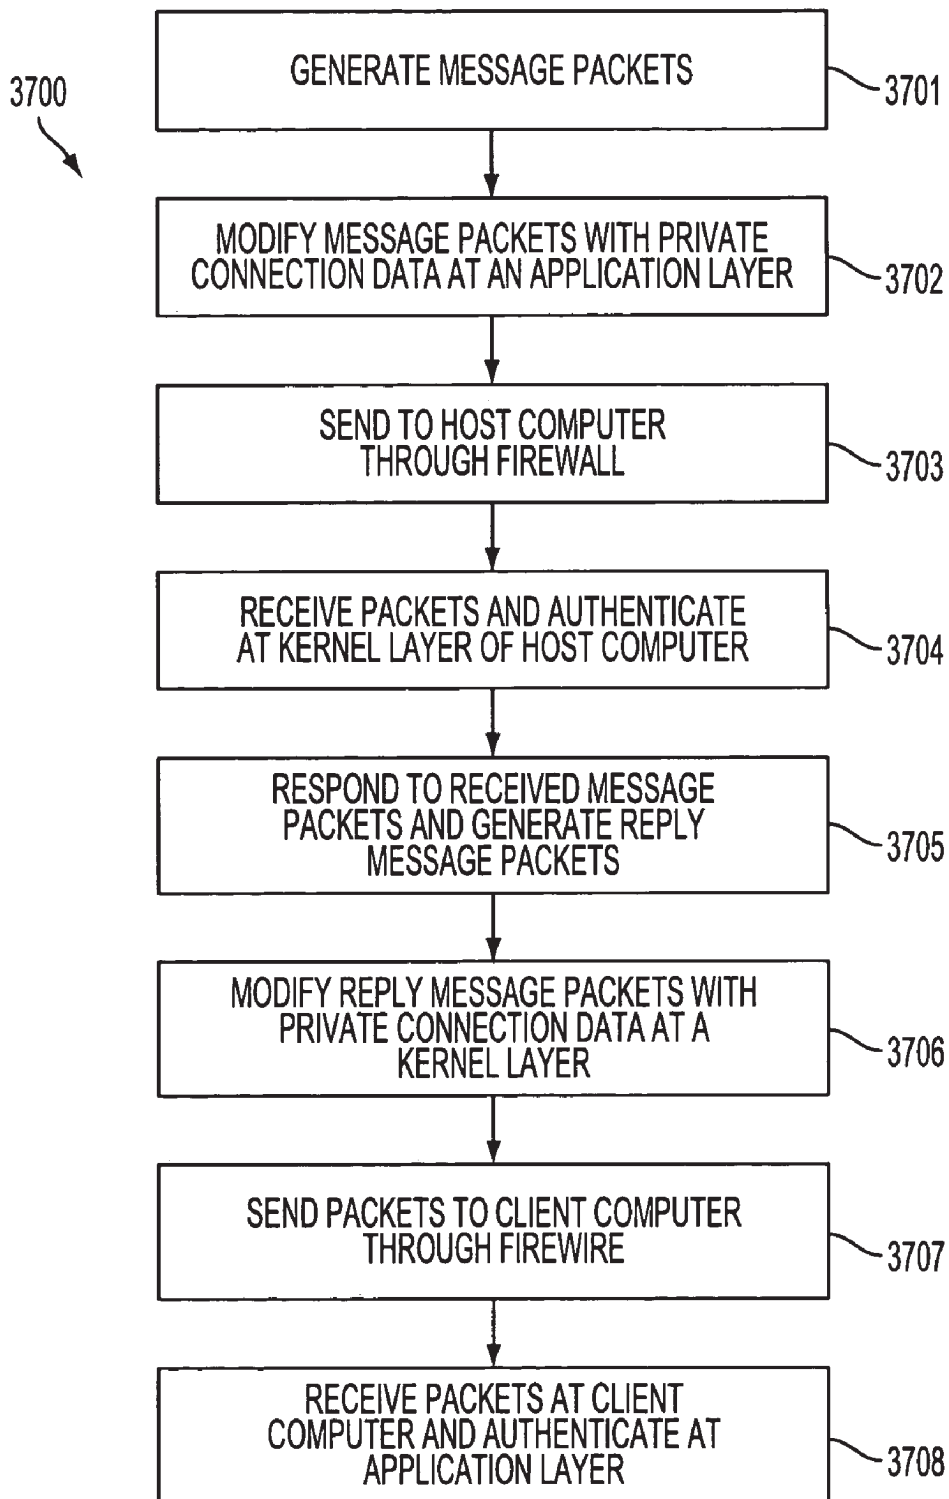 GENERATE MESSAGE PACKETS
3701
3700
MODIFY MESSAGE PACKETS WITH PRIVATE
CONNECTION DATA AT AN APPLICATION LAYER
3702
SEND TO HOST COMPUTER
THROUGH FIREWALL
3703
RECEIVE PACKETS AND AUTHENTICATE
AT KERNEL LAYER OF HOST COMPUTER
3704
RESPOND TO RECEIVED MESSAGE
PACKETS AND GENERATE REPLY
MESSAGE PACKETS
3705
MODIFY REPLY MESSAGE PACKETS WITH
PRIVATE CONNECTION DATA AT A
KERNEL LAYER
3706
SEND PACKETS TO CLIENT COMPUTER
THROUGH FIREWIRE
3707
RECEIVE PACKETS AT CLIENT
COMPUTER AND AUTHENTICATE AT
APPLICATION LAYER
3708